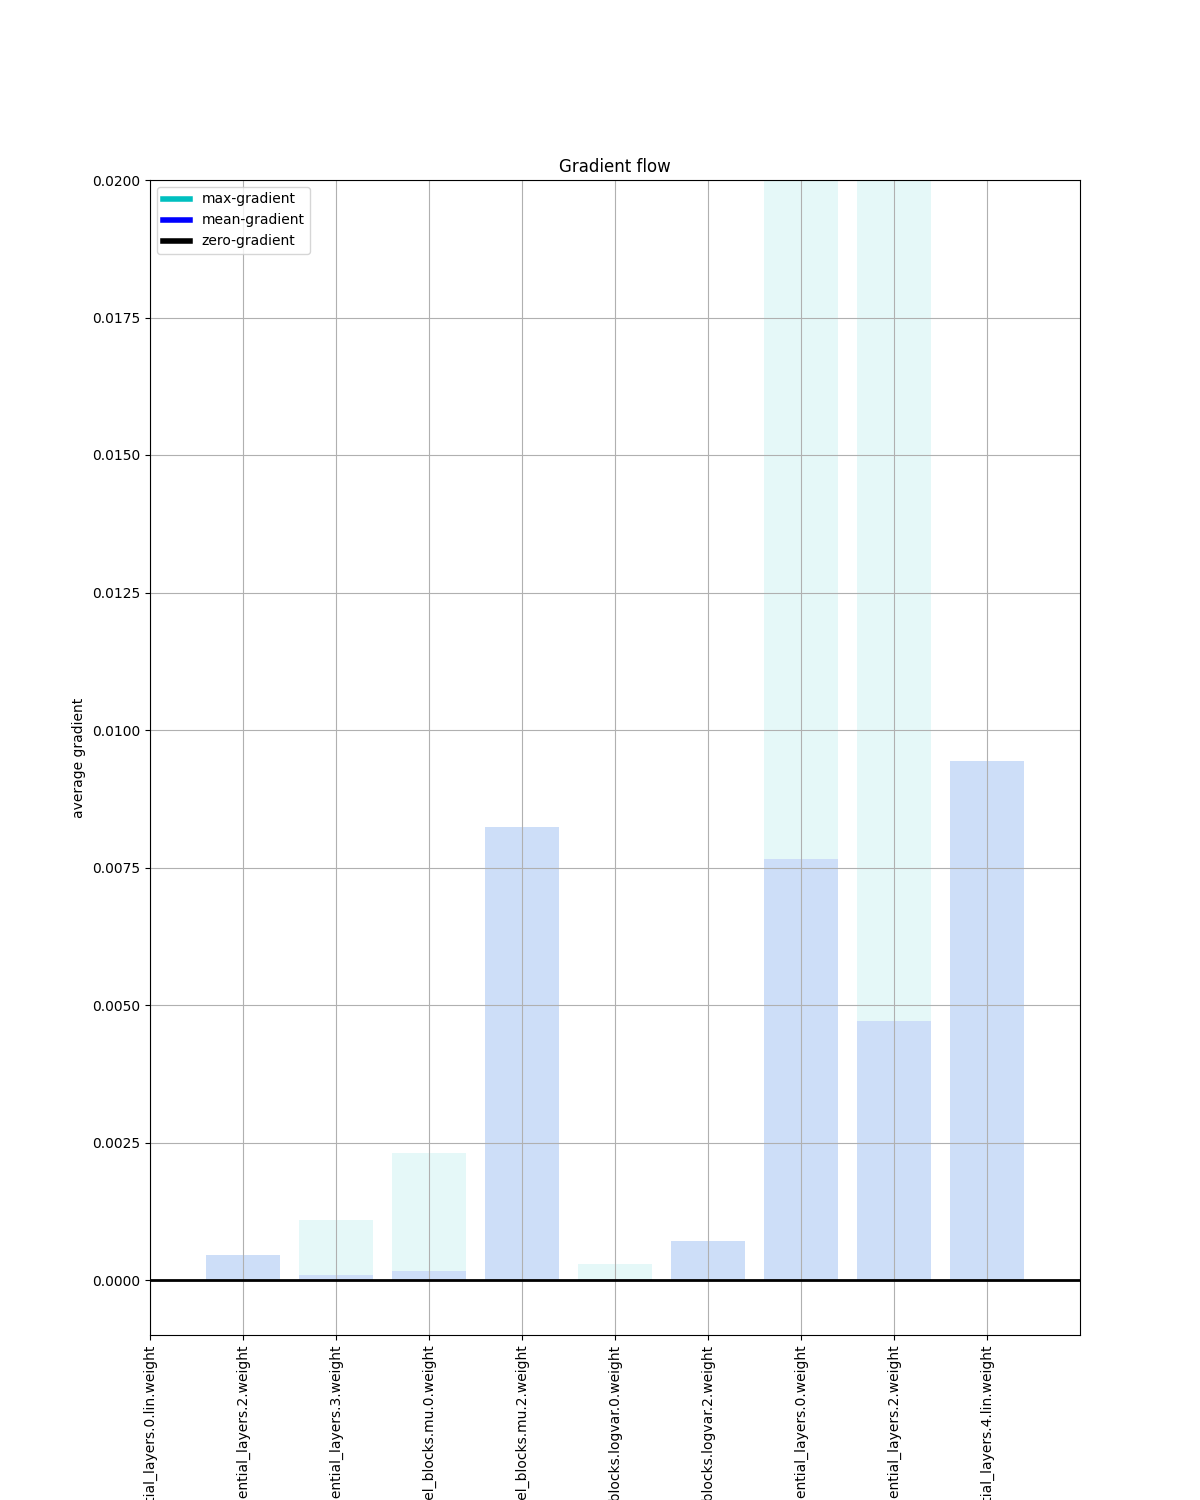 Gradient flow
max-gradient
mean-gradient
zero-gradient
0.0200
0.0175
0.0150
0.0125
0.0100
0.0075
0.0050
0.0025
0.0000
average gradient
tial_layers.0.lin.weight
ential_layers.2.weight
ential_layers.3.weight
el_blocks.mu.0.weight
el_blocks.mu.2.weight
blocks.logvar.0.weight
blocks.logvar.2.weight
ential_layers.0.weight
ential_layers.2.weight
tial_layers.4.lin.weight